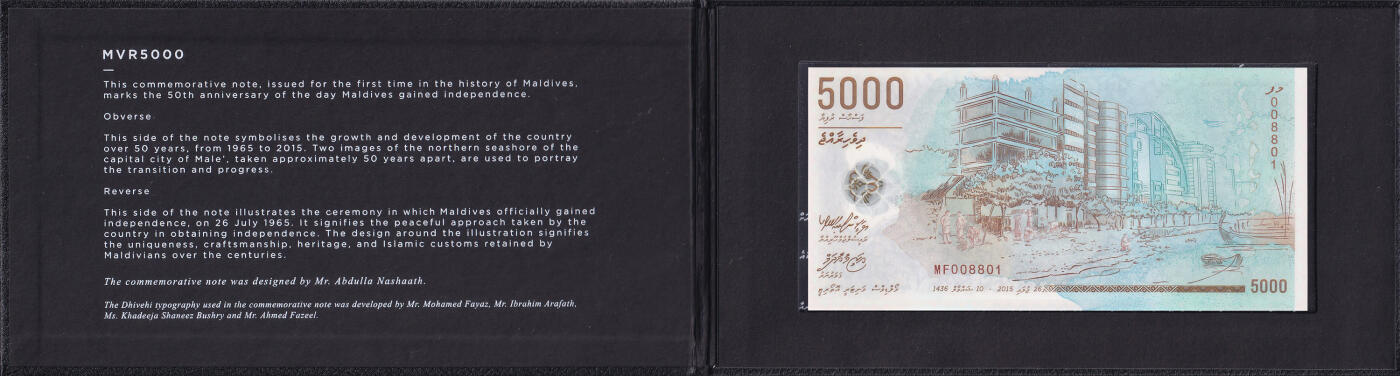 MVR5000
This commemorative note, issued for the first time in the history of Maldives,
marks the 50th anniversary of the day Maldives gained independence.
Obverse
This side of the note symbolises the growth and development of the country
over 50 years, from 1965 to 2015. Two images of the northern seashore of the
capital city of Male', taken approximately 50 years apart, are used to portray
the transition and progress.
Reverse
This side of the note illustrates the ceremony in which Maldives officially gained
independence, on 26 July 1965. It signifies the peaceful approach taken by the
country in obtaining independence. The design around the illustration signifies
the uniqueness, craftsmanship, heritage, and Islamic customs retained by
Maldivians over the centuries.
The commemorative note was designed by Mr. Abdulla Nashaath.
The Dhivehi typography used in the commemorative note was developed by Mr. Mohamed Fayaz, Mr. Ibrahim Arafath,
Ms. Khadeeja Shaneez Bushry and Mr. Ahmed Fazeel.
5000
ފަސްހާސް ރުފިޔާ
ދިވެހިރާއްޖެ
008801
MF008801
26 ޖުލައި 2015 - 10 ޝައްވާލު 1436
5000